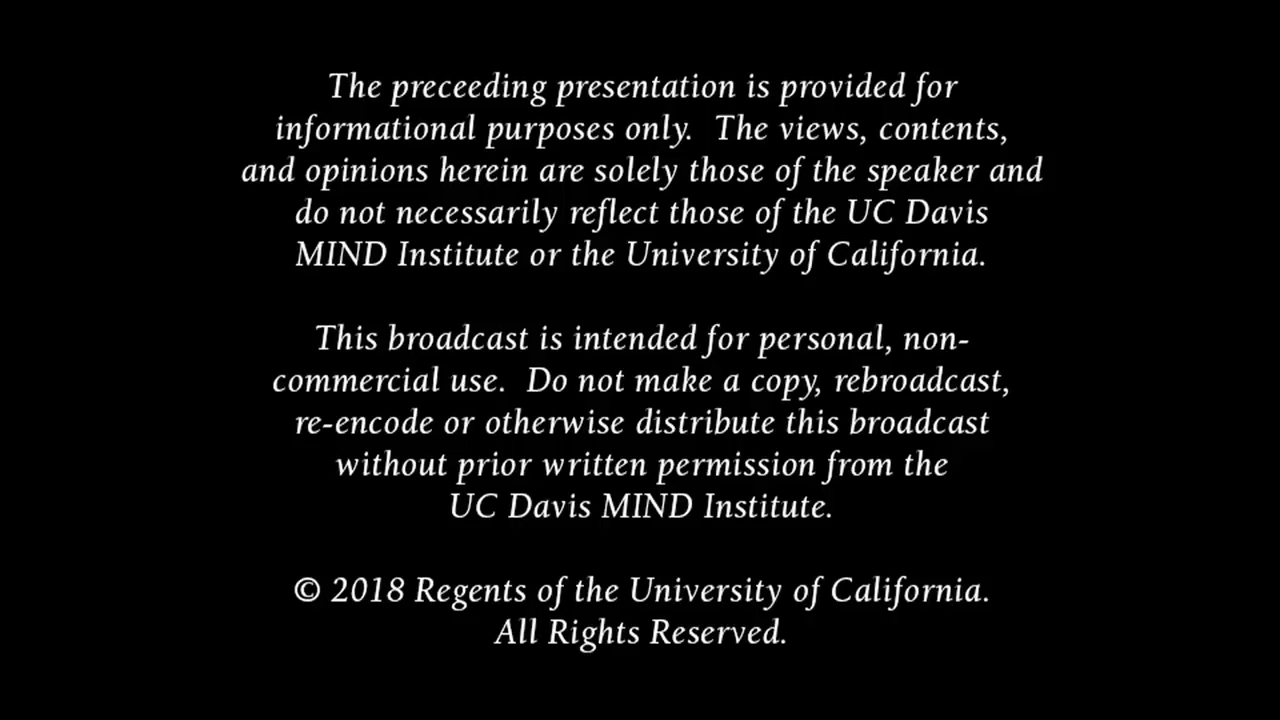 The preceeding presentation is provided for
informational purposes only.  The views, contents,
and opinions herein are solely those of the speaker and
do not necessarily reflect those of the UC Davis
MIND Institute or the University of California.
This broadcast is intended for personal, non-
commercial use.  Do not make a copy, rebroadcast,
re-encode or otherwise distribute this broadcast
without prior written permission from the
UC Davis MIND Institute.
© 2018 Regents of the University of California.
All Rights Reserved.